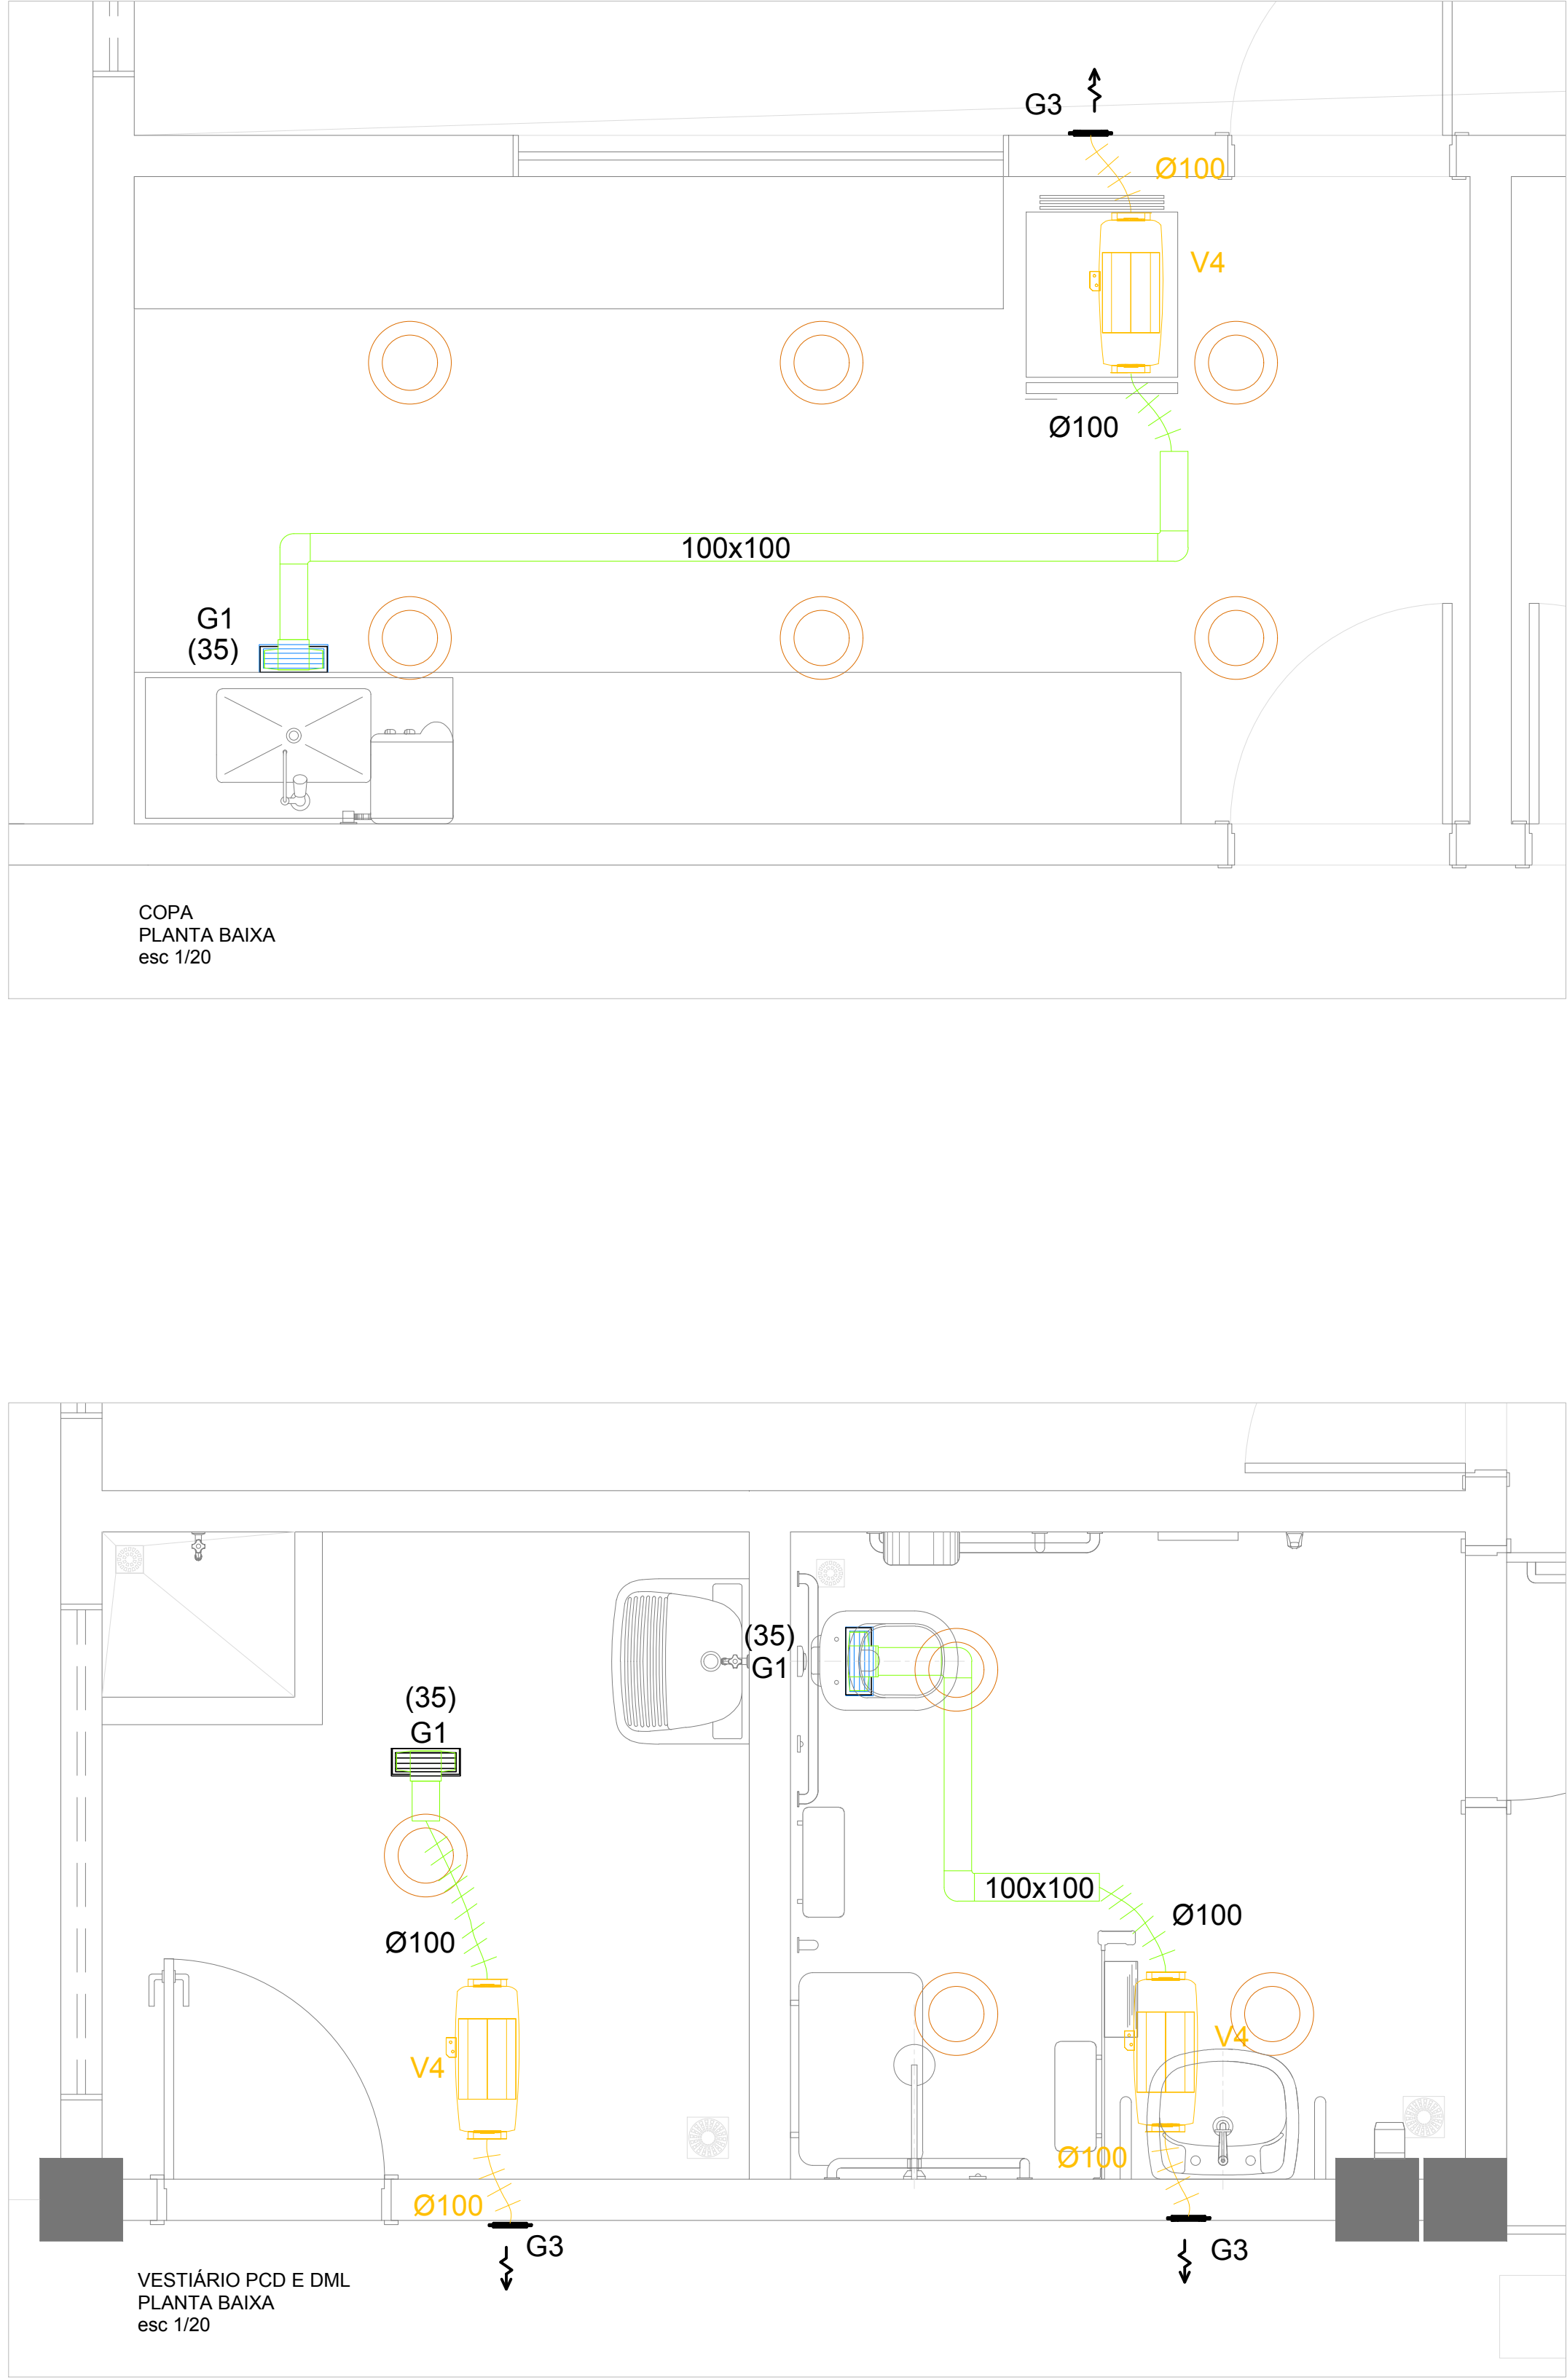 G3
Ø100
V4
Ø100
100x100
G1
(35)
COPA
PLANTA BAIXA
esc 1/20
(35)
G1
(35)
G1
100x100
Ø100
Ø100
V4
V4
Ø100
Ø100
G3
G3
VESTIÁRIO PCD E DML
PLANTA BAIXA
esc 1/20